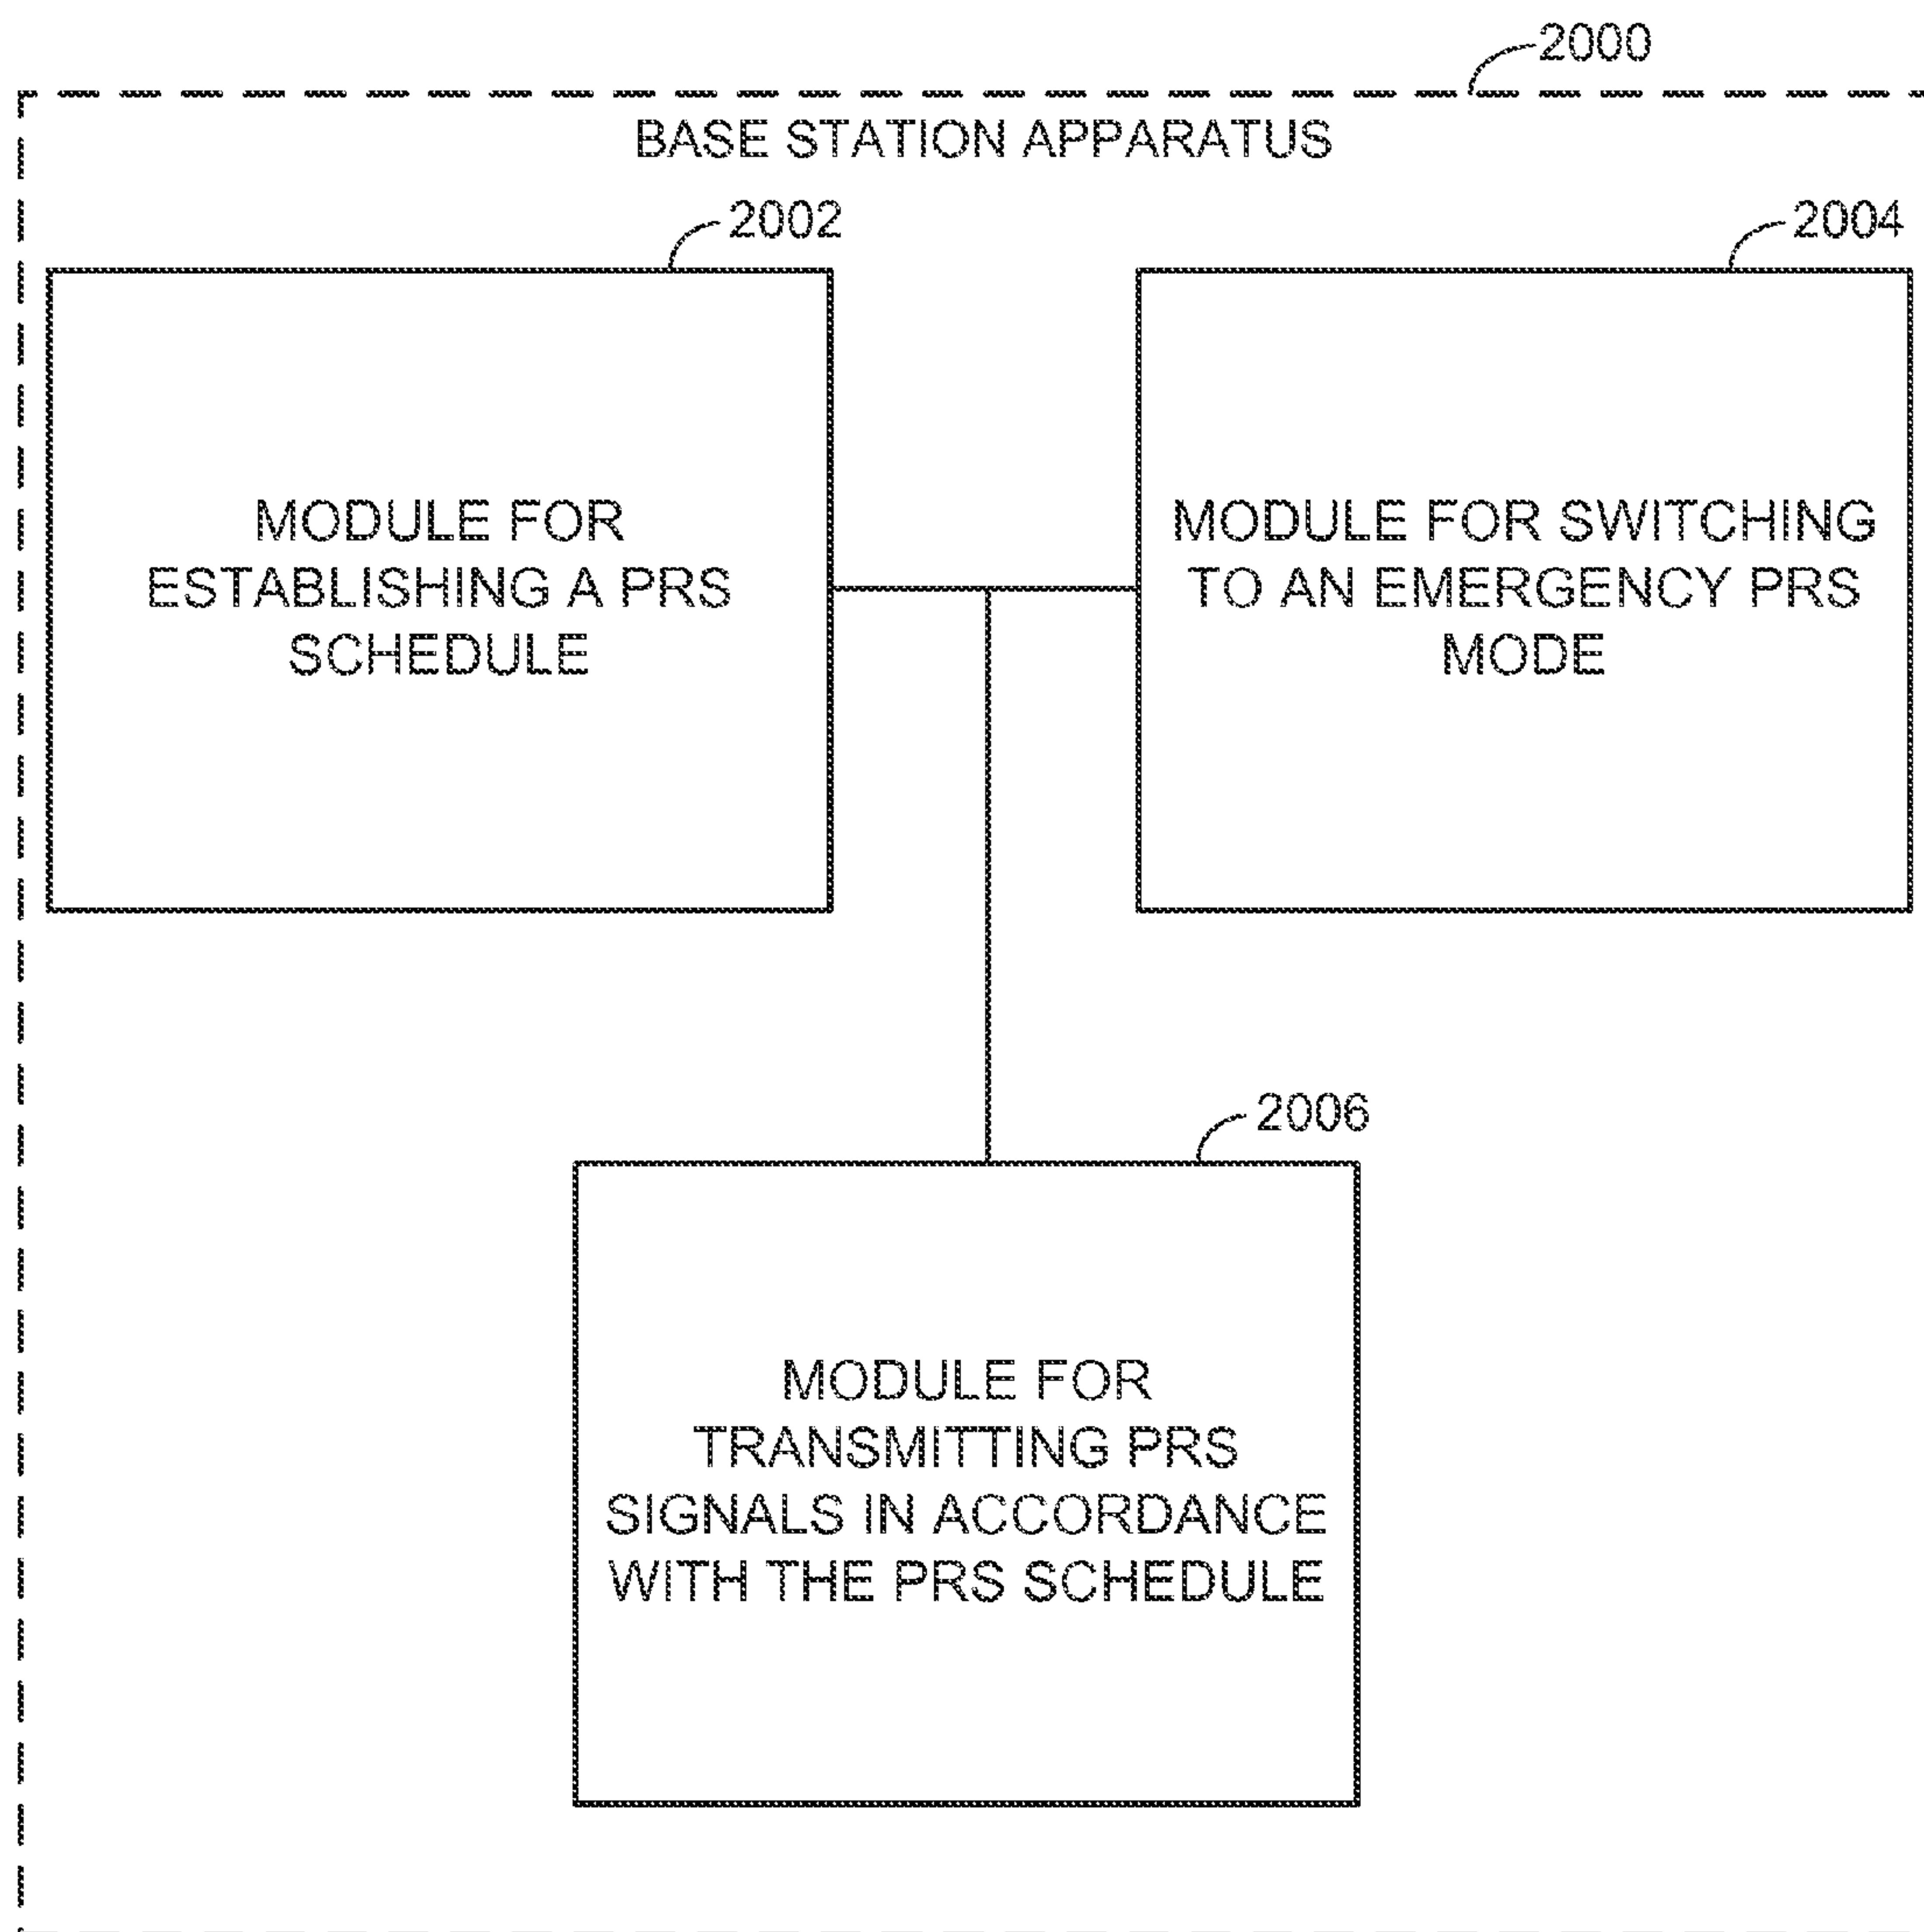 2000
BASE STATION APPARATUS
2002
2004
MODULE FOR
ESTABLISHING A PRS
SCHEDULE
MODULE FOR SWITCHING
TO AN EMERGENCY PRS
MODE
2006
MODULE FOR
TRANSMITTING PRS
SIGNALS IN ACCORDANCE
WITH THE PRS SCHEDULE